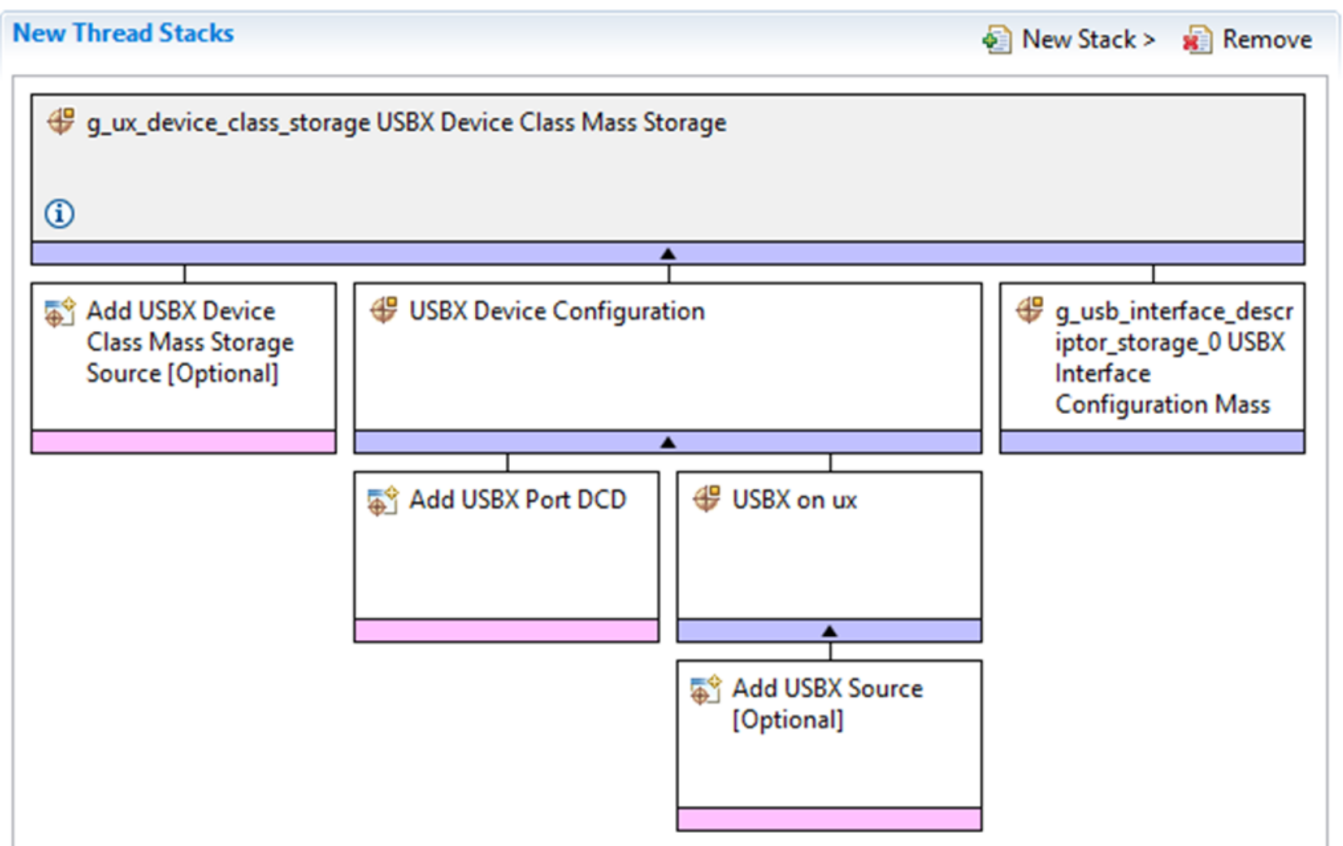 New Thread Stacks
New Stack > Remove
g_ux_device_class_storage USBX Device Class Mass Storage
Add USBX Device
Class Mass Storage
Source [Optional]
USBX Device Configuration
g_usb_interface_descr
iptor_storage_0 USBX
Interface
Configuration Mass
Add USBX Port DCD
USBX on ux
Add USBX Source
[Optional]